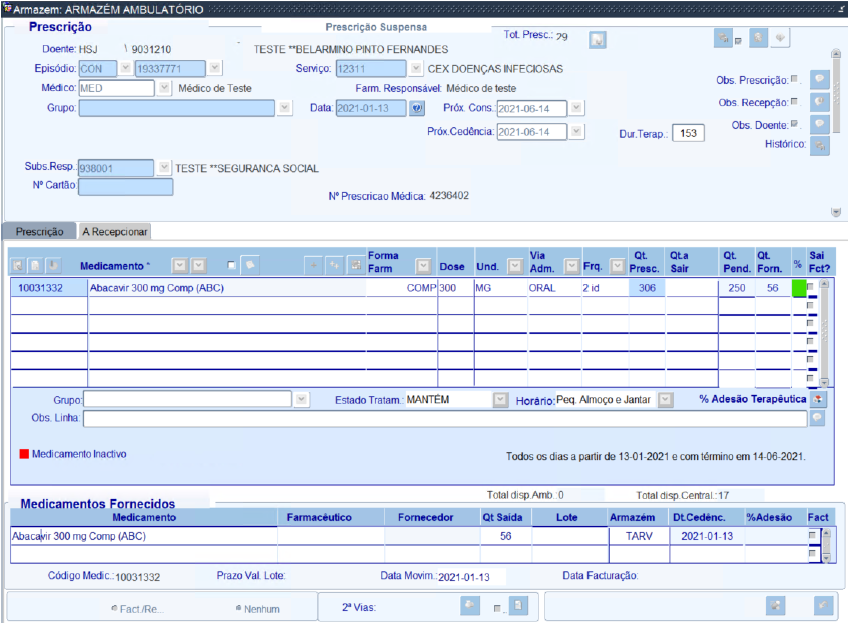 Armazem: ARMAZÉM AMBULATÓRIO
Prescrição Prescrição Suspensa Tot. Presc.: 29
Doente: HSJ \ 9031210 TESTE **BELARMINO PINTO FERNANDES
Episódio: CON 19337771 Serviço: 12311 CEX DOENÇAS INFECIOSAS
Médico: MED Médico de Teste Farm. Responsável: Médico de teste Obs. Prescrição:
Grupo: Data: 2021-01-13 Próx. Cons.: 2021-06-14 Obs. Recepção:
Próx.Cedência: 2021-06-14 Dur.Terap.: 153 Obs. Doente:
Histórico:
Subs.Resp.: 938001 TESTE **SEGURANCA SOCIAL
Nº Cartão:
Nº Prescricao Médica: 4236402
Prescrição A Recepcionar
Medicamento * Forma Farm Dose Und. Via Adm. Frq. Qt. Presc. Qt.a Sair Qt. Pend. Qt. Forn. % Sai Fct?
10031332 Abacavir 300 mg Comp (ABC) COMP 300 MG ORAL 2 id 306 250 56
Grupo: Estado Tratam.: MANTÉM Horário: Peq. Almoço e Jantar % Adesão Terapêutica
Obs. Linha:
Medicamento Inactivo Todos os dias a partir de 13-01-2021 e com término em 14-06-2021.
Total disp.Amb.:0 Total disp.Central.:17
Medicamentos Fornecidos
Medicamento Farmacêutico Fornecedor Qt Saída Lote Armazém Dt.Cedênc. %Adesão Fact
Abacavir 300 mg Comp (ABC) 56 TARV 2021-01-13
Código Medic.: 10031332 Prazo Val. Lote: Data Movim.: 2021-01-13 Data Facturação:
Fact./Re... Nenhum 2ª Vias: